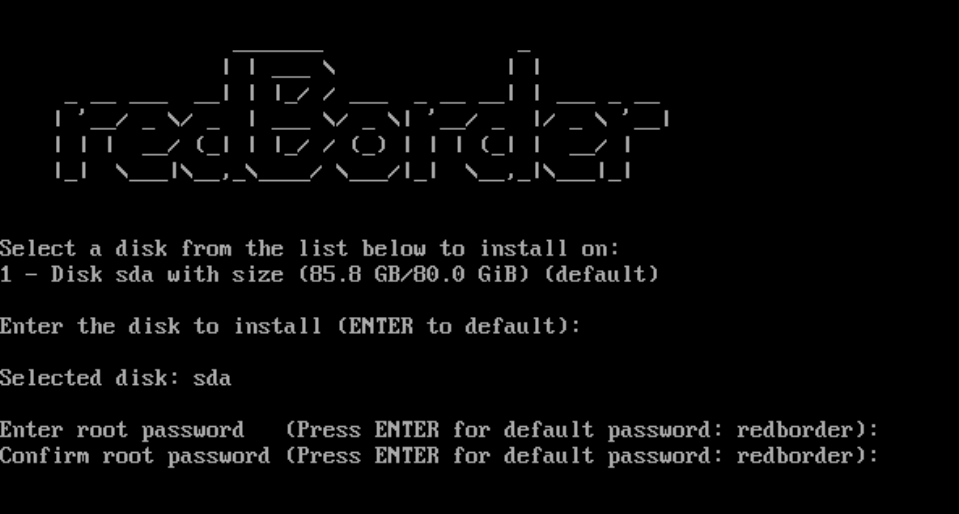 redBorder
Select a disk from the list below to install on:
1 - Disk sda with size (85.8 GB/80.0 GiB) (default)
Enter the disk to install (ENTER to default):
Selected disk: sda
Enter root password   (Press ENTER for default password: redborder):
Confirm root password (Press ENTER for default password: redborder):